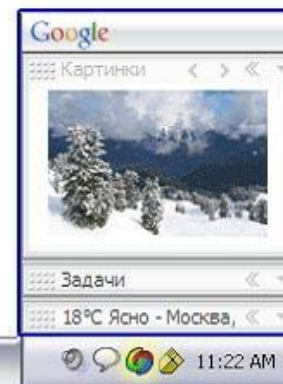 Google
Картинки
Задачи
18°C Ясно - Москва,
11:22 AM